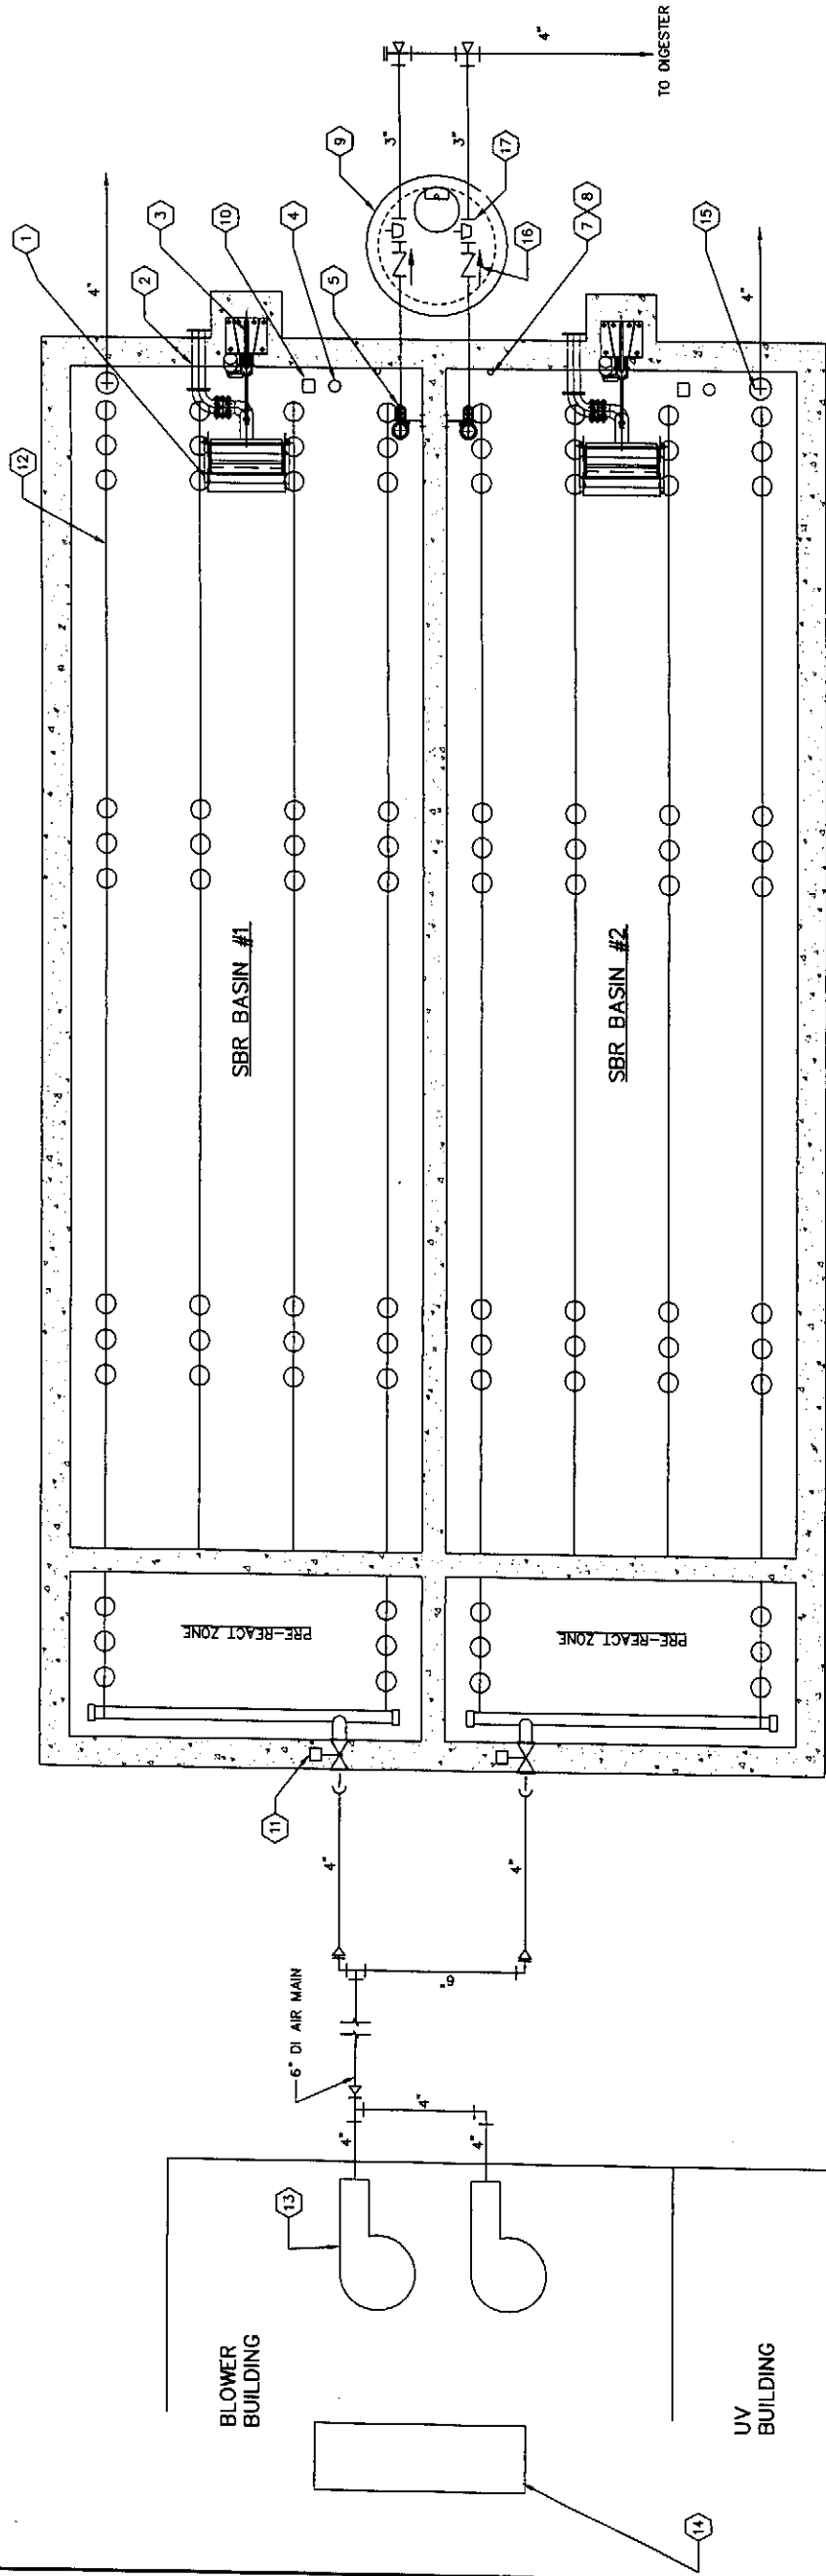 1
2
3
10
4
5
9
17
16
7
8
15
12
4"
3"
3"
4"
TO DIGESTER
4"
SBR BASIN #1
SBR BASIN #2
PRE-REACT ZONE
PRE-REACT ZONE
11
4"
4"
6"
6" DI AIR MAIN
4"
4"
4"
13
BLOWER
BUILDING
UV
BUILDING
14